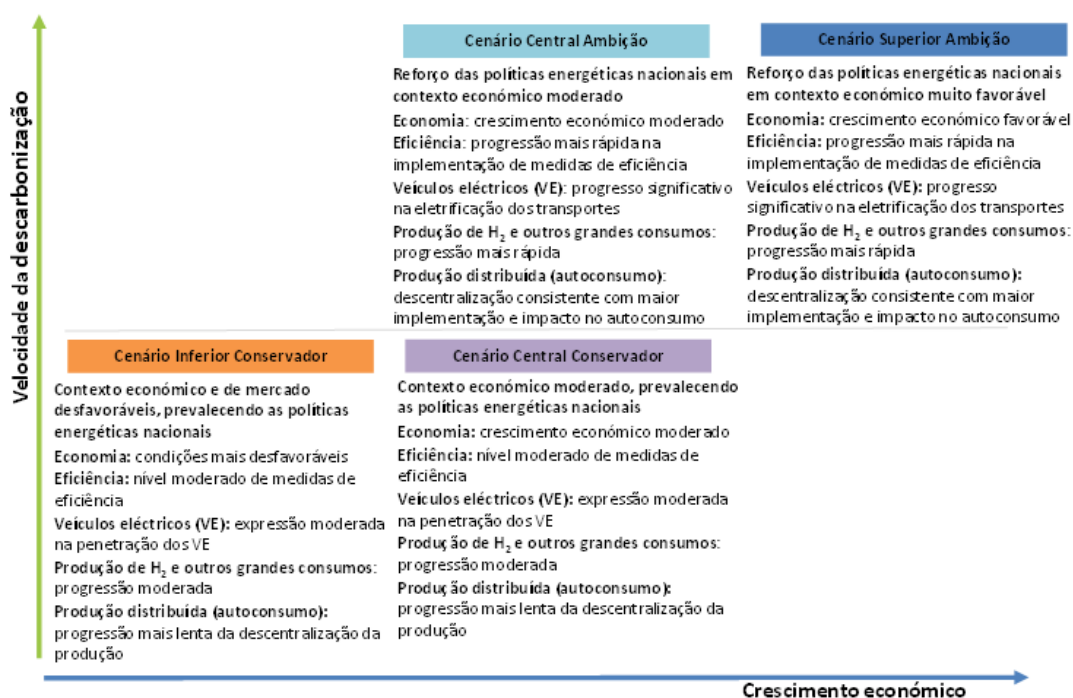 Velocidade da descarbonização
Cenário Central Ambição
Reforço das políticas energéticas nacionais em
contexto económico moderado
Economia: crescimento económico moderado
Eficiência: progressão mais rápida na
implementação de medidas de eficiência
Veículos eléctricos (VE): progresso significativo
na eletrificação dos transportes
Produção de H₂ e outros grandes consumos:
progressão mais rápida
Produção distribuída (autoconsumo):
descentralização consistente com maior
implementação e impacto no autoconsumo
Cenário Superior Ambição
Reforço das políticas energéticas nacionais
em contexto económico muito favorável
Economia: crescimento económico favorável
Eficiência: progressão mais rápida na
implementação de medidas de eficiência
Veículos eléctricos (VE): progresso
significativo na eletrificação dos transportes
Produção de H₂ e outros grandes consumos:
progressão mais rápida
Produção distribuída (autoconsumo):
descentralização consistente com maior
implementação e impacto no autoconsumo
Cenário Inferior Conservador
Contexto económico e de mercado
desfavoráveis, prevalecendo as políticas
energéticas nacionais
Economia: condições mais desfavoráveis
Eficiência: nível moderado de medidas de
eficiência
Veículos eléctricos (VE): expressão moderada
na penetração dos VE
Produção de H₂ e outros grandes consumos:
progressão moderada
Produção distribuída (autoconsumo):
progressão mais lenta da descentralização da
produção
Cenário Central Conservador
Contexto económico moderado, prevalecendo
as políticas energéticas nacionais
Economia: crescimento económico moderado
Eficiência: nível moderado de medidas de
eficiência
Veículos eléctricos (VE): expressão moderada
na penetração dos VE
Produção de H₂ e outros grandes consumos:
progressão moderada
Produção distribuída (autoconsumo):
progressão mais lenta da descentralização da
produção
Crescimento económico